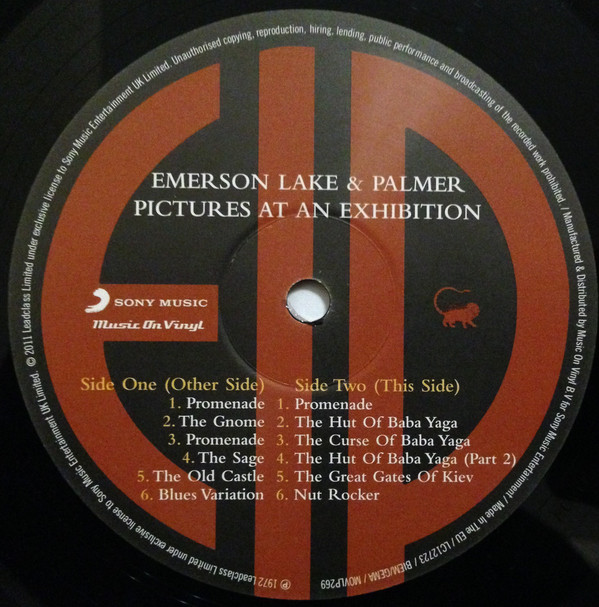 EMERSON LAKE & PALMER
PICTURES AT AN EXHIBITION
SONY MUSIC
Music On Vinyl
Side One (Other Side)
1. Promenade
2. The Gnome
3. Promenade
4. The Sage
5. The Old Castle
6. Blues Variation
Side Two (This Side)
1. Promenade
2. The Hut Of Baba Yaga
3. The Curse Of Baba Yaga
4. The Hut Of Baba Yaga (Part 2)
5. The Great Gates Of Kiev
6. Nut Rocker
℗ 1972 Leadclass Limited under exclusive license to Sony Music Entertainment UK Limited. © 2011 Leadclass Limited under exclusive license to Sony Music Entertainment UK Limited. Unauthorised copying, reproduction, hiring, lending, public performance and broadcasting of the recorded work prohibited. / Manufactured & Distributed by Music On Vinyl B.V for Sony Music Entertainment / Made In The EU / LC12723 / BIEM/GEMA / MOVLP269